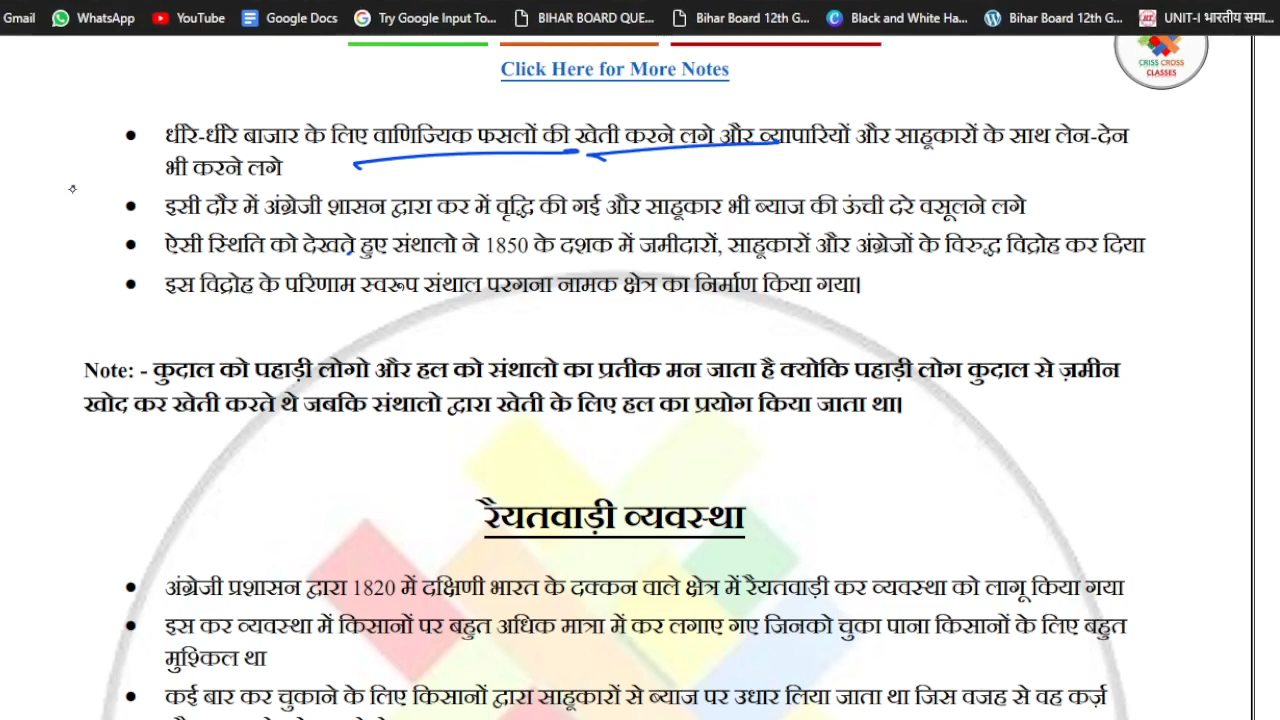 Gmail WhatsApp YouTube Google Docs Try Google Input To... BIHAR BOARD QUE... Bihar Board 12th G... Black and White Ha... Bihar Board 12th G... UNIT-I भारतीय समा...
CRISS CROSS
CLASSES
Click Here for More Notes
धीरे-धीरे बाजार के लिए वाणिज्यिक फसलों की खेती करने लगे और व्यापारियों और साहूकारों के साथ लेन-देन
भी करने लगे
इसी दौर में अंग्रेजी शासन द्वारा कर में वृद्धि की गई और साहूकार भी ब्याज की ऊंची दरे वसूलने लगे
ऐसी स्थिति को देखते हुए संथालो ने 1850 के दशक में जमीदारों, साहूकारों और अंग्रेजों के विरुद्ध विद्रोह कर दिया
इस विद्रोह के परिणाम स्वरूप संथाल परगना नामक क्षेत्र का निर्माण किया गया।
Note: - कुदाल को पहाड़ी लोगो और हल को संथालो का प्रतीक मन जाता है क्योकि पहाड़ी लोग कुदाल से ज़मीन
खोद कर खेती करते थे जबकि संथालो द्वारा खेती के लिए हल का प्रयोग किया जाता था।
रैयतवाड़ी व्यवस्था
अंग्रेजी प्रशासन द्वारा 1820 में दक्षिणी भारत के दक्कन वाले क्षेत्र में रैयतवाड़ी कर व्यवस्था को लागू किया गया
इस कर व्यवस्था में किसानों पर बहुत अधिक मात्रा में कर लगाए गए जिनको चुका पाना किसानों के लिए बहुत
मुश्किल था
कई बार कर चुकाने के लिए किसानों द्वारा साहूकारों से ब्याज पर उधार लिया जाता था जिस वजह से वह कर्ज़